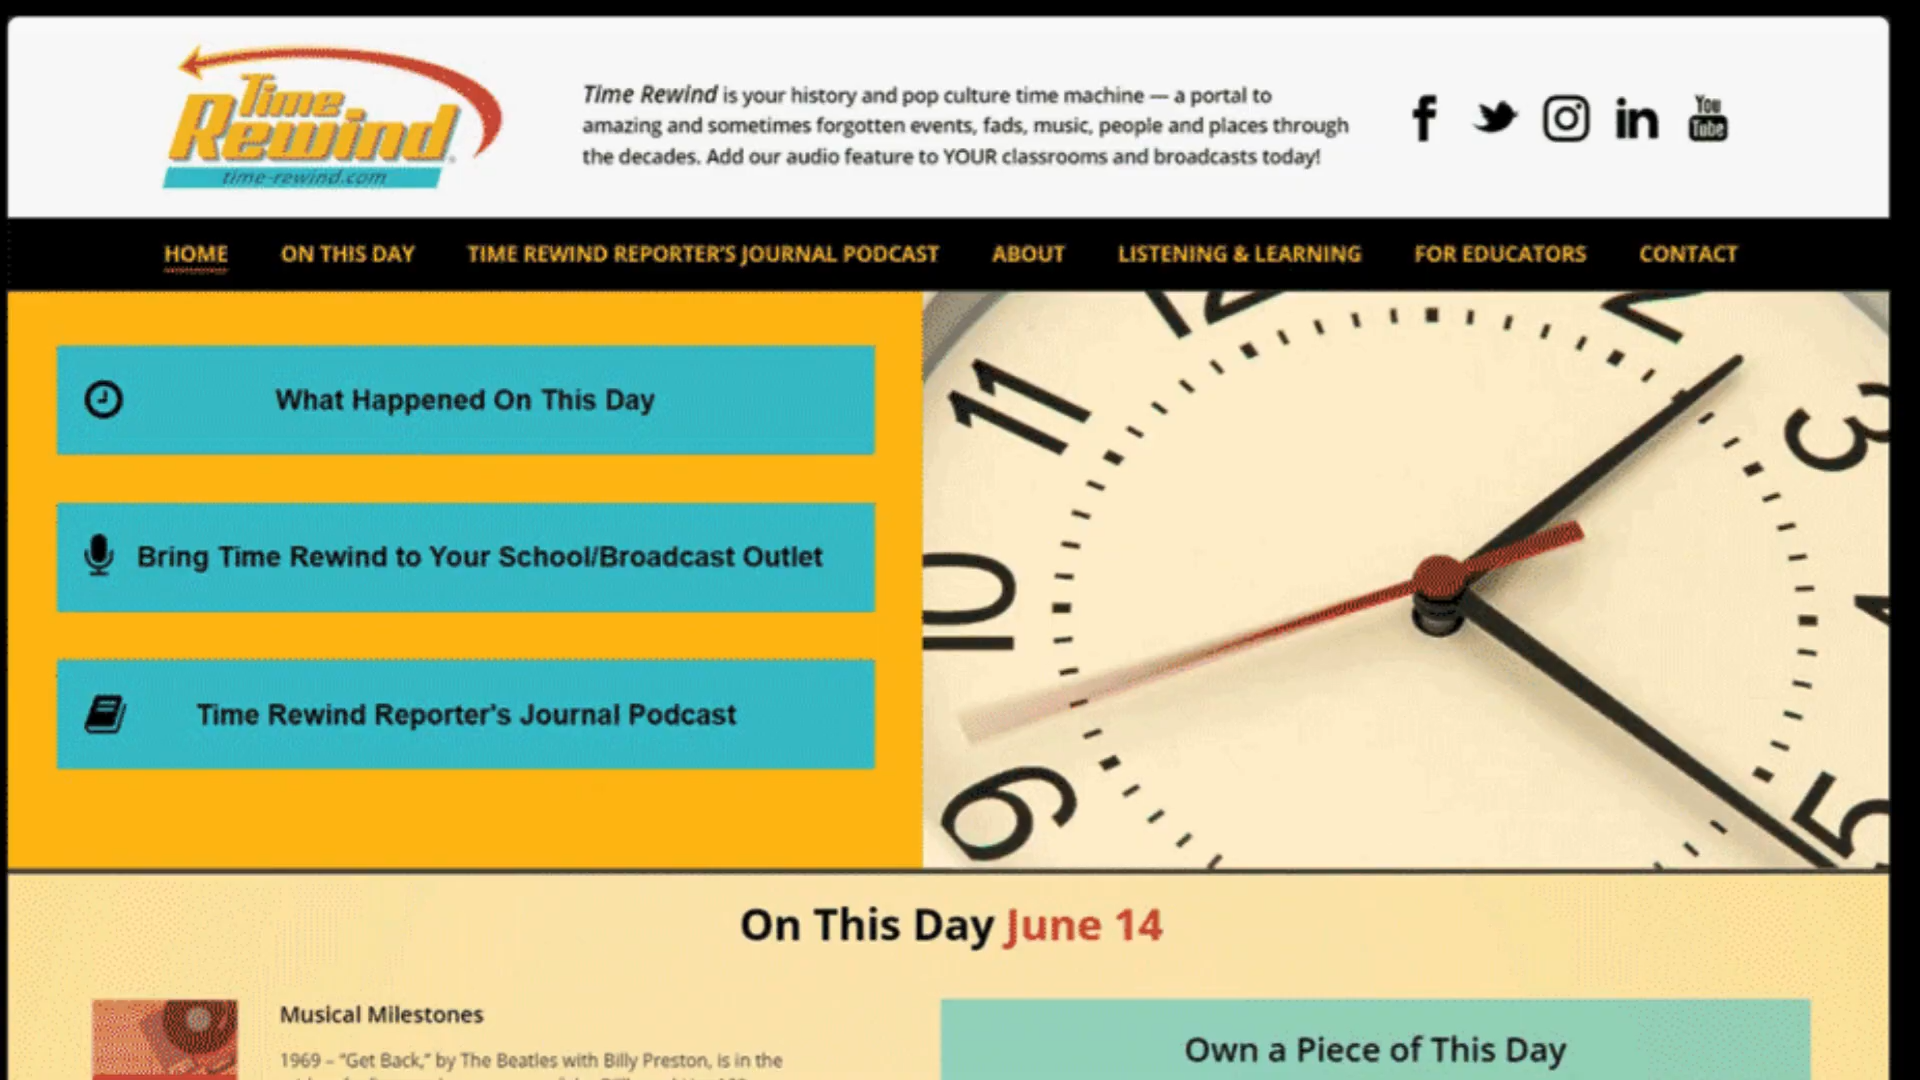 Time
Rewind
time-rewind.com
Time Rewind is your history and pop culture time machine — a portal to
amazing and sometimes forgotten events, fads, music, people and places through
the decades. Add our audio feature to YOUR classrooms and broadcasts today!
You
Tube
HOME ON THIS DAY TIME REWIND REPORTER'S JOURNAL PODCAST ABOUT LISTENING & LEARNING FOR EDUCATORS CONTACT
What Happened On This Day
Bring Time Rewind to Your School/Broadcast Outlet
Time Rewind Reporter's Journal Podcast
12
2
11
3
10
4
9
5
On This Day June 14
Musical Milestones
1969 – “Get Back,” by The Beatles with Billy Preston, is in the
Own a Piece of This Day